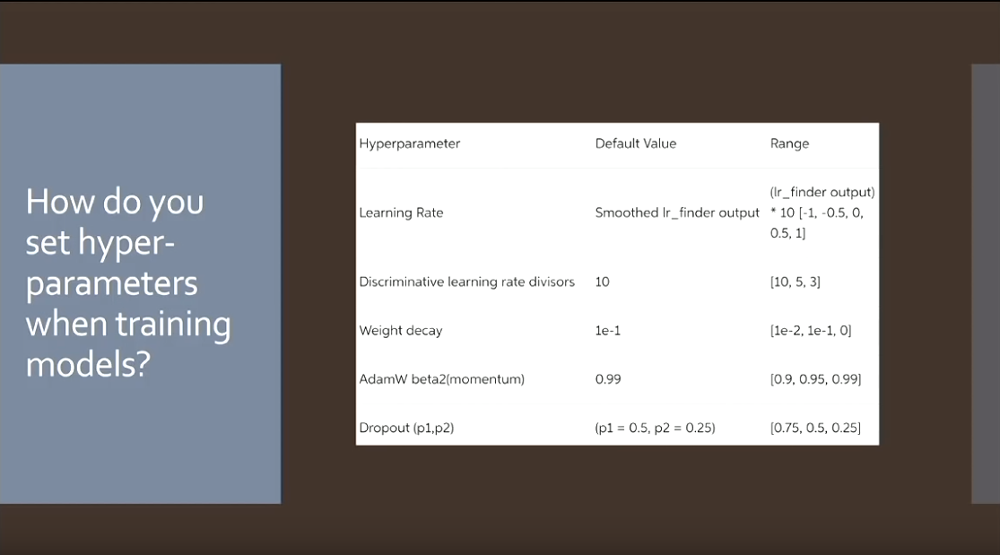 How do you
set hyper-
parameters
when training
models?
Hyperparameter Default Value Range
(lr_finder output)
Learning Rate Smoothed lr_finder output * 10 [-1, -0.5, 0,
0.5, 1]
Discriminative learning rate divisors 10 [10, 5, 3]
Weight decay 1e-1 [1e-2, 1e-1, 0]
AdamW beta2(momentum) 0.99 [0.9, 0.95, 0.99]
Dropout (p1,p2) (p1 = 0.5, p2 = 0.25) [0.75, 0.5, 0.25]